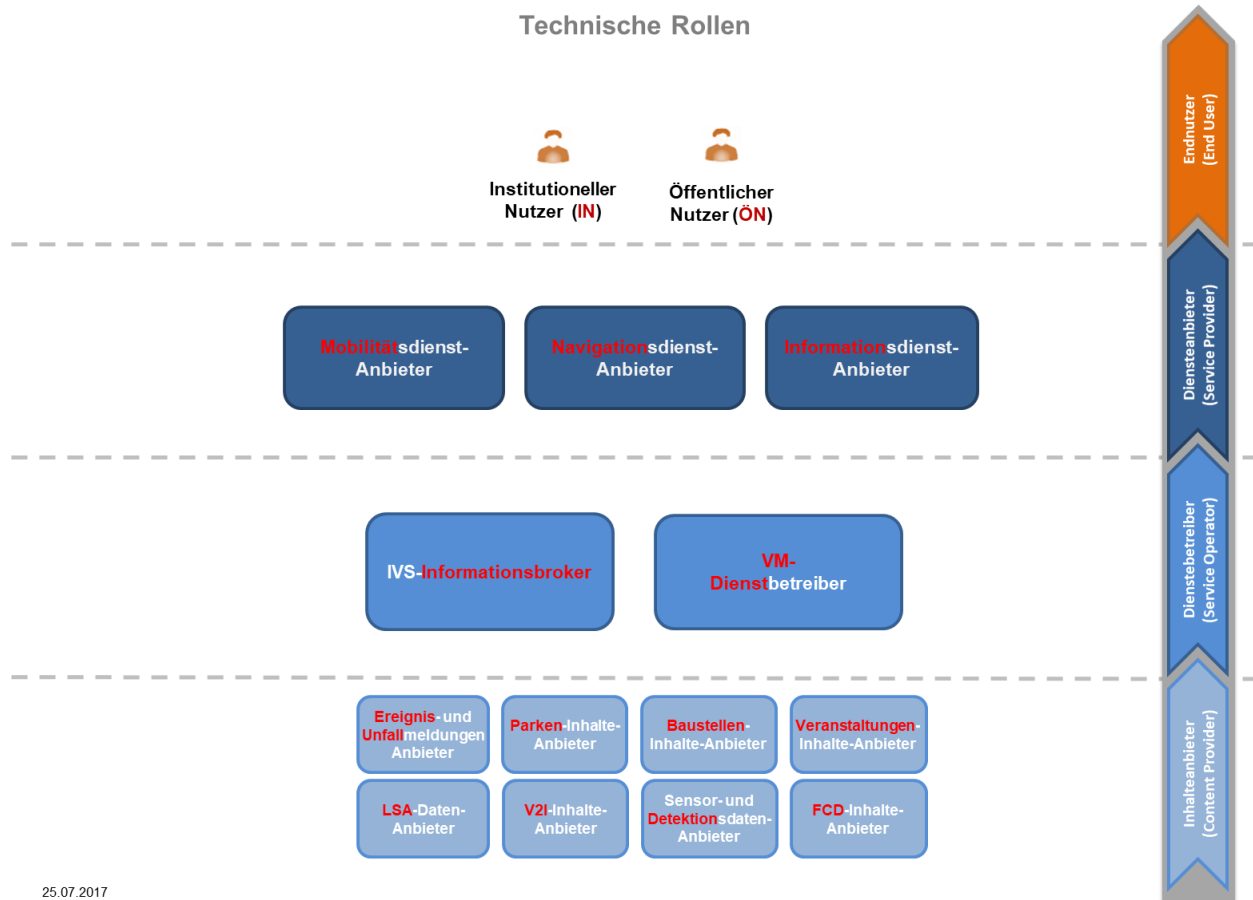 Technische Rollen
Institutioneller
Nutzer (IN)
Öffentlicher
Nutzer (ÖN)
Endnutzer
(End User)
Mobilitätsdienst-
Anbieter
Navigationsdienst-
Anbieter
Informationsdienst-
Anbieter
Diensteanbieter
(Service Provider)
IVS-Informationsbroker
VM-
Dienstbetreiber
Dienstebetreiber
(Service Operator)
Ereignis- und
Unfallmeldungen
Anbieter
Parken-Inhalte-
Anbieter
Baustellen-
Inhalte-Anbieter
Veranstaltungen-
Inhalte-Anbieter
LSA-Daten-
Anbieter
V2I-Inhalte-
Anbieter
Sensor- und
Detektionsdaten-
Anbieter
FCD-Inhalte-
Anbieter
Inhalteanbieter
(Content Provider)
25.07.2017